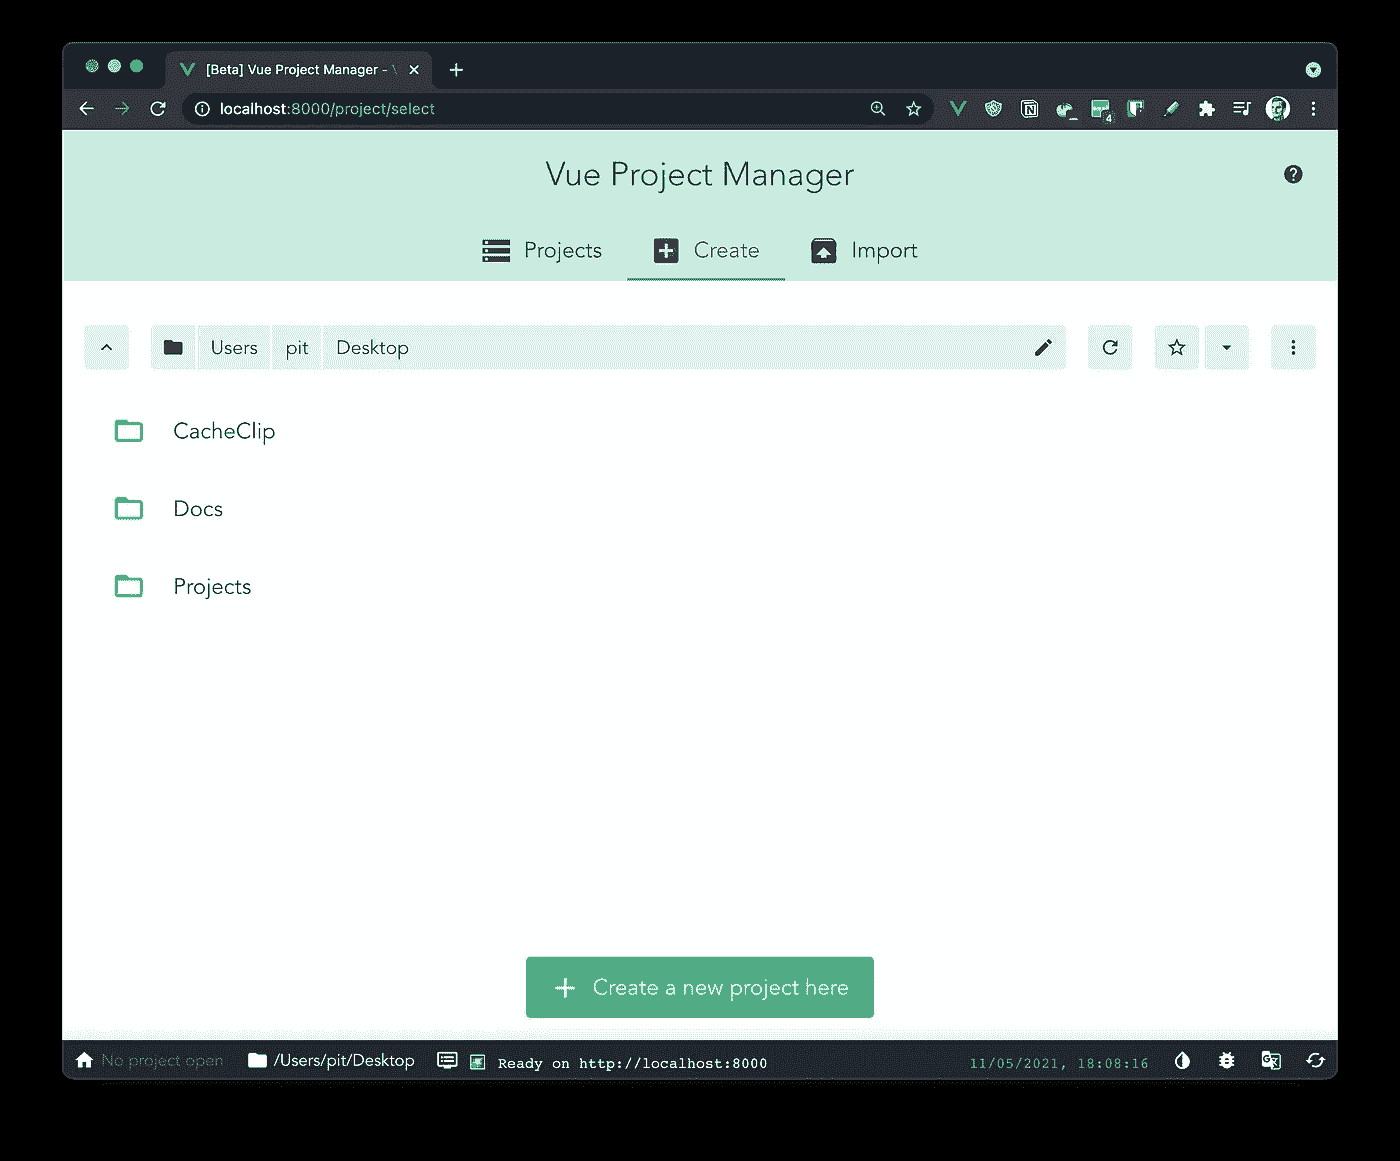 [Beta] Vue Project Manager -
localhost:8000/project/select
4
Vue Project Manager
Projects
Create
Import
Users
pit
Desktop
CacheClip
Docs
Projects
Create a new project here
No project open
/Users/pit/Desktop
Ready on http://localhost:8000
11/05/2021, 18:08:16